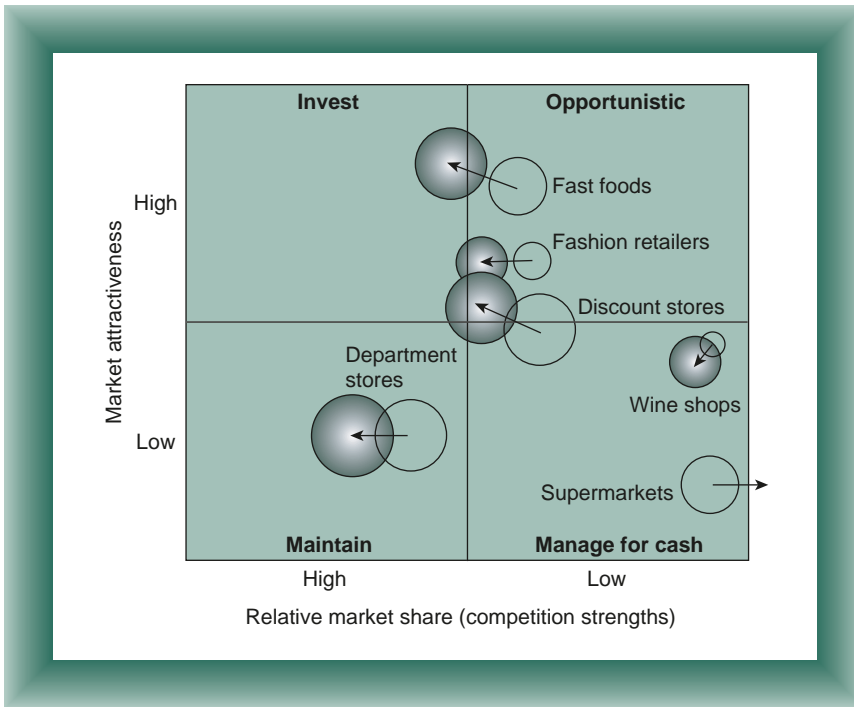 Invest
Opportunistic
Fast foods
High
Fashion retailers
Discount stores
Market attractiveness
Department
stores
Wine shops
Low
Supermarkets
Maintain
Manage for cash
High
Low
Relative market share (competition strengths)